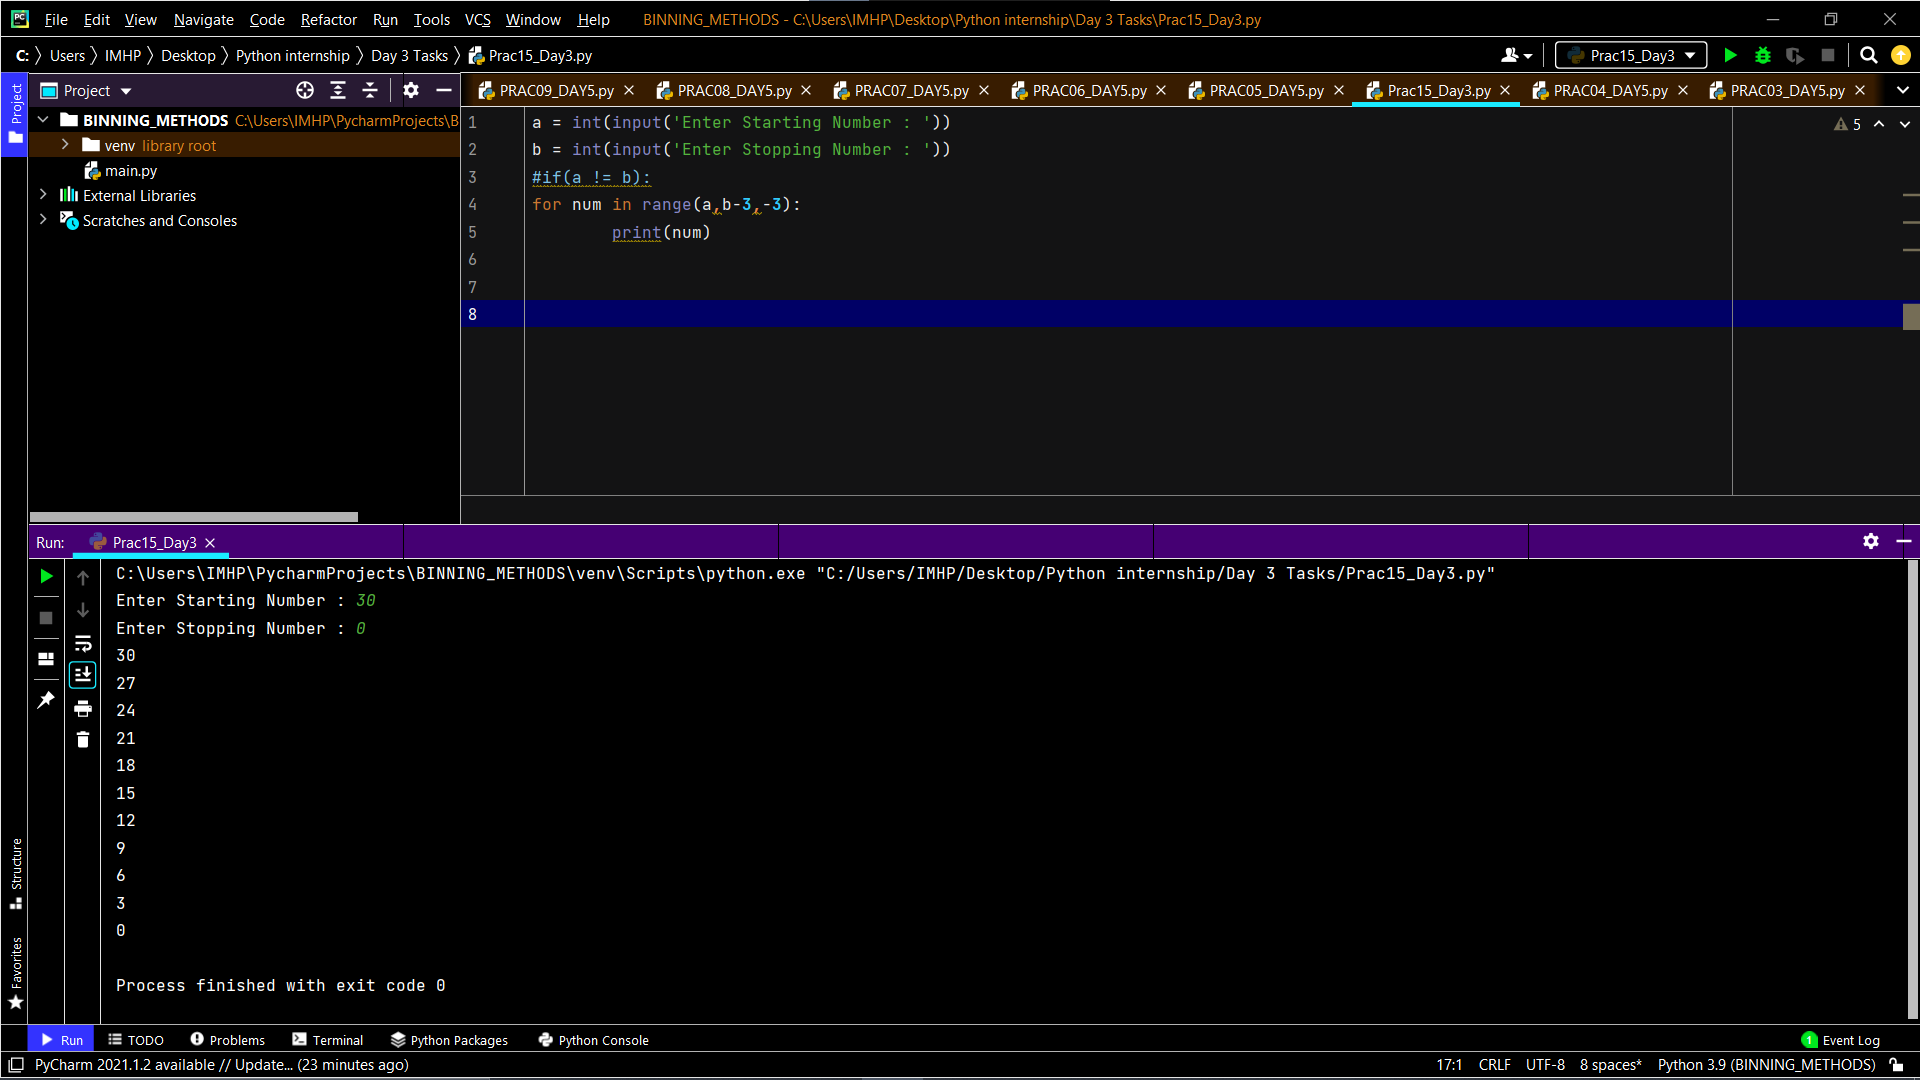 PC File Edit View Navigate Code Refactor Run Tools VCS Window Help BINNING_METHODS - C:\Users\IMHP\Desktop\Python internship\Day 3 Tasks\Prac15_Day3.py
C: Users IMHP Desktop Python internship Day 3 Tasks Prac15_Day3.py Prac15_Day3
Project PRAC09_DAY5.py PRAC08_DAY5.py PRAC07_DAY5.py PRAC06_DAY5.py PRAC05_DAY5.py Prac15_Day3.py PRAC04_DAY5.py PRAC03_DAY5.py
Project
BINNING_METHODS C:\Users\IMHP\PycharmProjects\B
venv library root
main.py
External Libraries
Scratches and Consoles
1 a = int(input('Enter Starting Number : ')) 5
2 b = int(input('Enter Stopping Number : '))
3 #if(a != b):
4 for num in range(a,b-3,-3):
5         print(num)
6
7
8
Run: Prac15_Day3
C:\Users\IMHP\PycharmProjects\BINNING_METHODS\venv\Scripts\python.exe "C:/Users/IMHP/Desktop/Python internship/Day 3 Tasks/Prac15_Day3.py"
Enter Starting Number : 30
Enter Stopping Number : 0
30
27
24
21
18
15
12
9
6
3
0
Process finished with exit code 0
Structure
Favorites
Run TODO Problems Terminal Python Packages Python Console 1 Event Log
PyCharm 2021.1.2 available // Update... (23 minutes ago) 17:1 CRLF UTF-8 8 spaces* Python 3.9 (BINNING_METHODS)